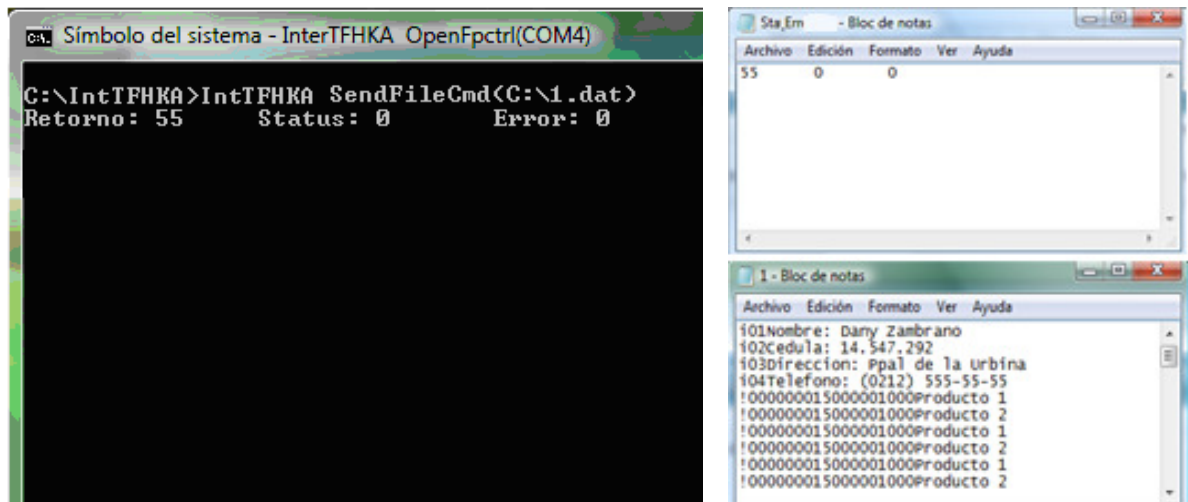 Símbolo del sistema - InterTFHKA OpenFpctrl(COM4)
C:\IntTFHKA>IntTFHKA SendFileCmd(C:\1.dat)
Retorno: 55 Status: 0 Error: 0
Sta_Err - Bloc de notas
Archivo Edición Formato Ver Ayuda
55 0 0
1 - Bloc de notas
Archivo Edición Formato Ver Ayuda
i01Nombre: Dany Zambrano
i02Cedula: 14.547.292
i03Direccion: Ppal de la Urbina
i04Telefono: (0212) 555-55-55
!000000015000001000Producto 1
!000000015000001000Producto 2
!000000015000001000Producto 1
!000000015000001000Producto 2
!000000015000001000Producto 1
!000000015000001000Producto 2